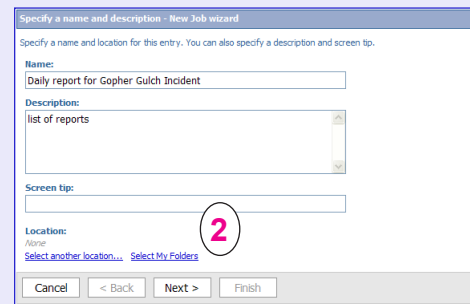 Specify a name and description - New Job wizard
Specify a name and location for this entry. You can also specify a description and screen tip.
Name:
Daily report for Gopher Gulch Incident
Description:
list of reports
Screen tip:
2
Location:
None
Select another location... Select My Folders
Cancel < Back Next > Finish